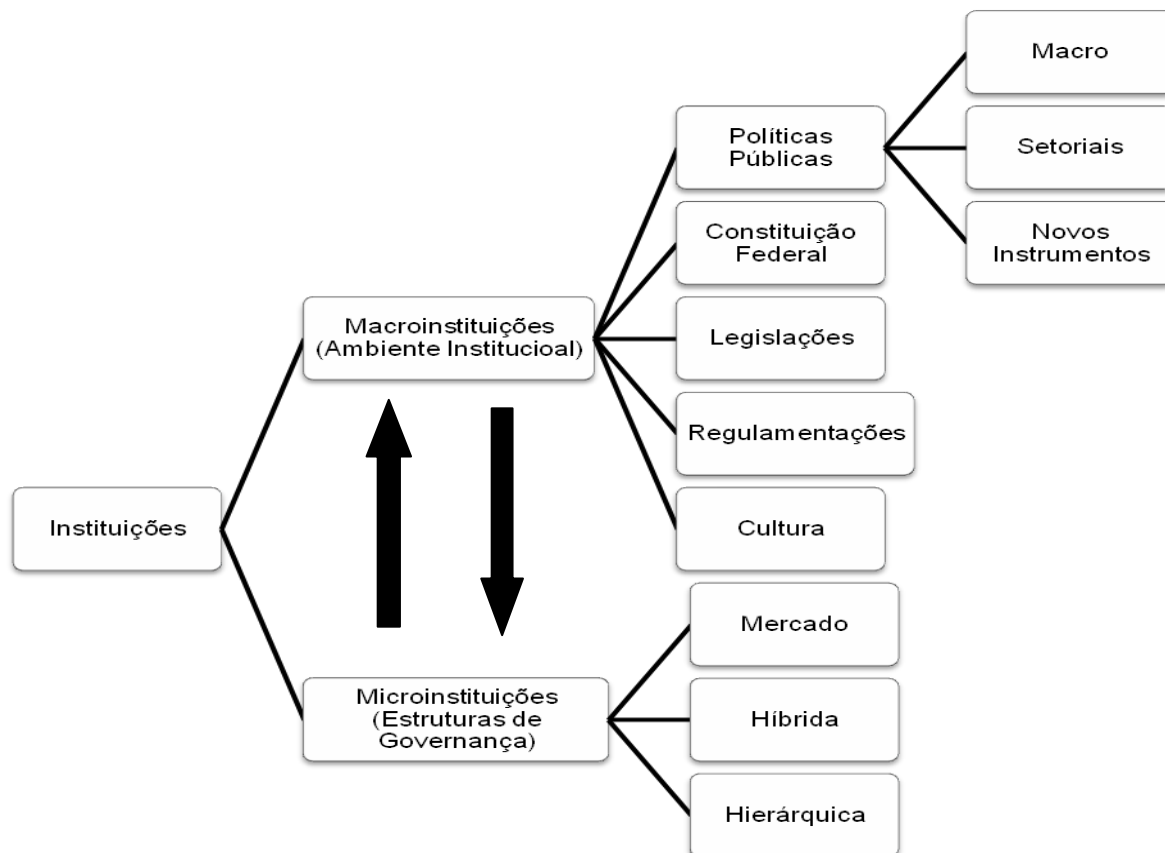 Instituições
Macroinstituições
(Ambiente Institucioal)
Políticas
Públicas
Macro
Setoriais
Novos
Instrumentos
Constituição
Federal
Legislações
Regulamentações
Cultura
Microinstituições
(Estruturas de
Governança)
Mercado
Híbrida
Hierárquica